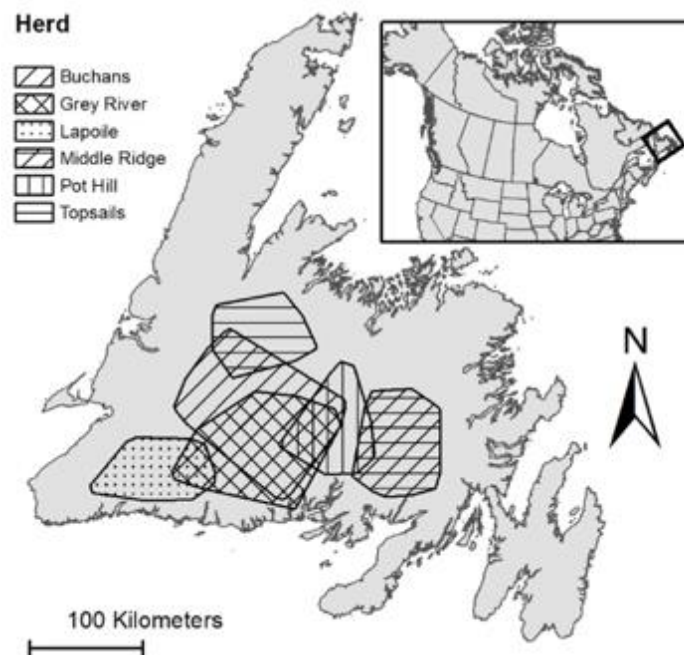 Herd
Buchans
Grey River
Lapoile
Middle Ridge
Pot Hill
Topsails
N
100 Kilometers